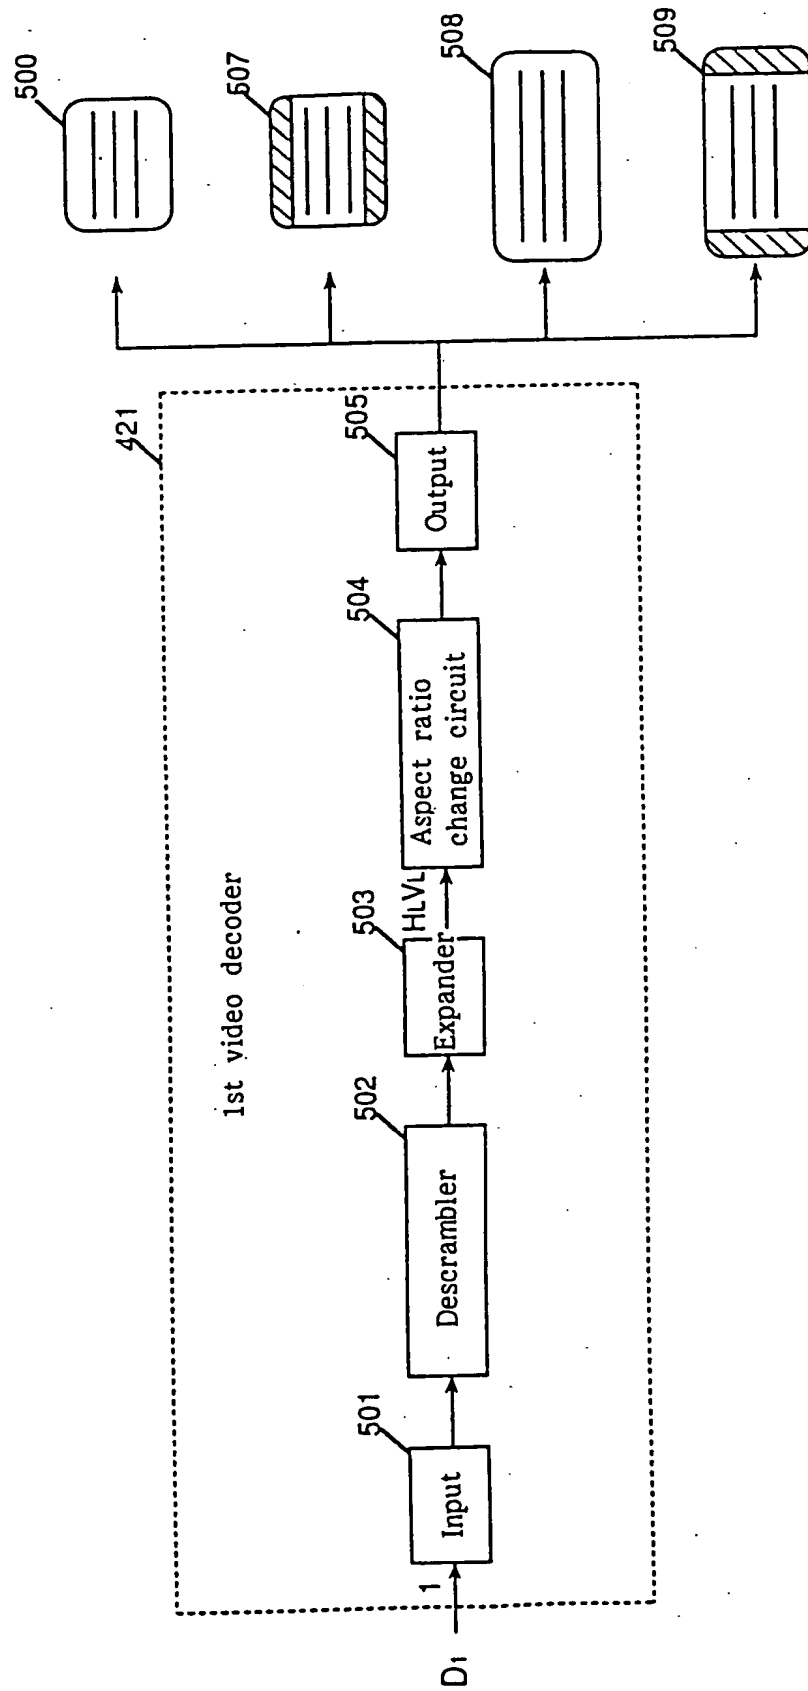 500
507
508
509
421
1st video decoder
501
502
503
504
505
D1
1
Input
Descrambler
Expander
HLVL
Aspect ratio
change circuit
Output